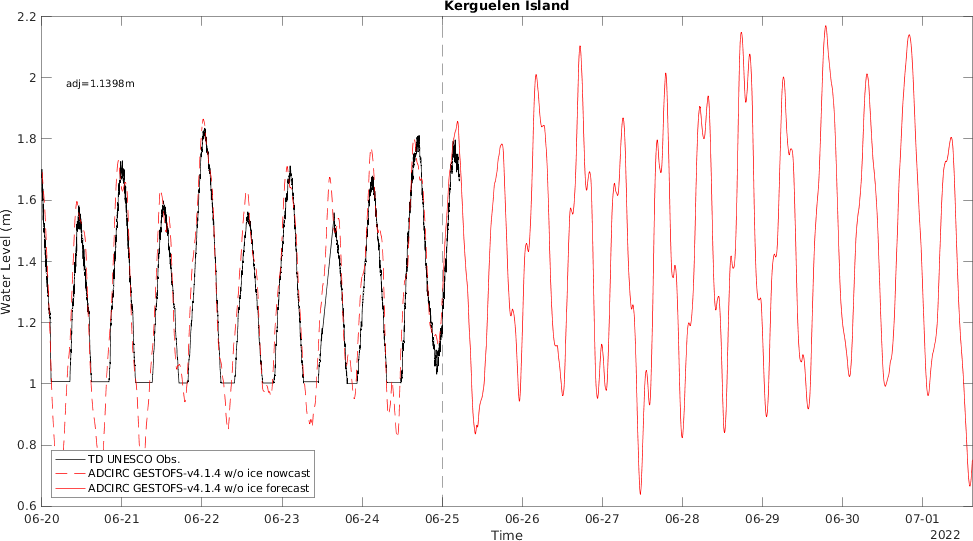 Kerguelen Island
2.2
2
1.8
1.6
1.4
1.2
1
0.8
0.6
Water Level (m)
adj=1.1398m
TD UNESCO Obs.
ADCIRC GESTOFS-v4.1.4 w/o ice nowcast
ADCIRC GESTOFS-v4.1.4 w/o ice forecast
06-20 06-21 06-22 06-23 06-24 06-25 06-26 06-27 06-28 06-29 06-30 07-01
2022
Time